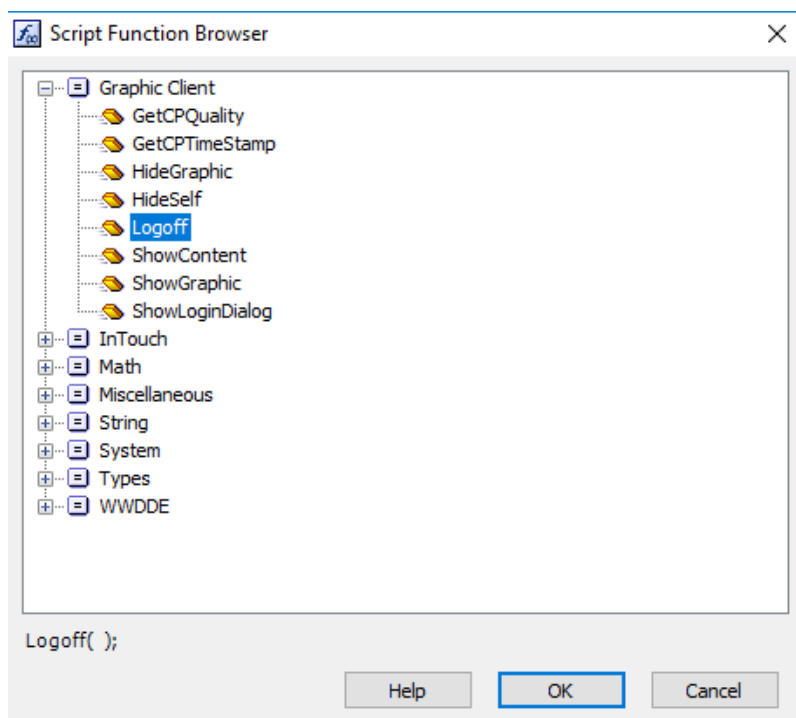 Script Function Browser
Graphic Client
GetCPQuality
GetCPTimeStamp
HideGraphic
HideSelf
Logoff
ShowContent
ShowGraphic
ShowLoginDialog
InTouch
Math
Miscellaneous
String
System
Types
WWDDE
Logoff( );
Help OK Cancel